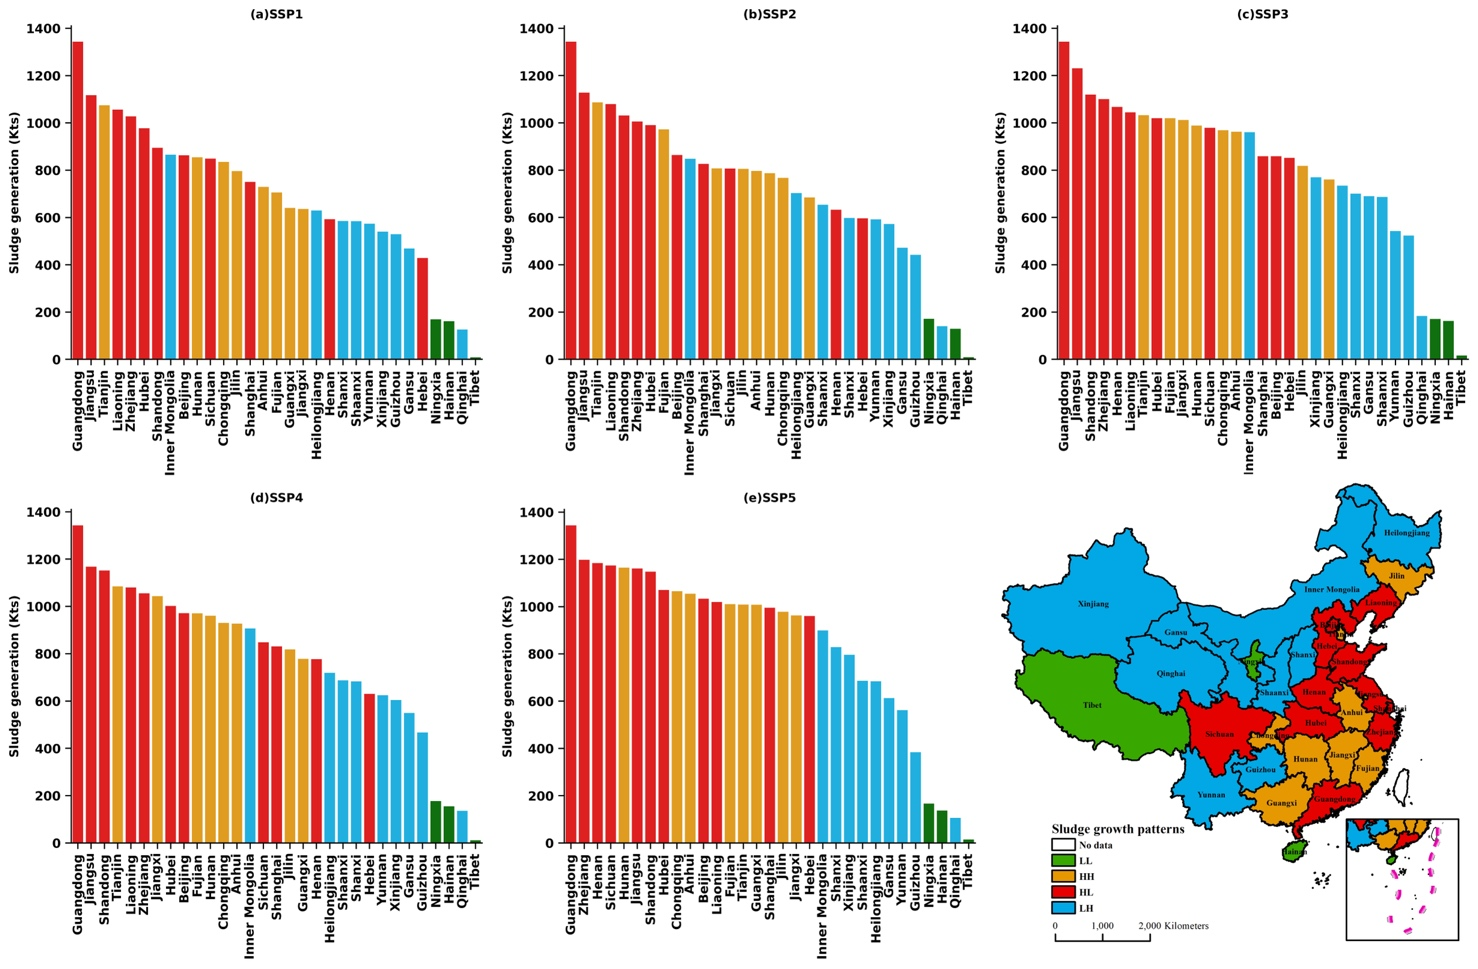 (a)SSP1
Sludge generation (Kts)
1400
1200
1000
800
600
400
200
0
Guangdong
Jiangsu
Tianjin
Liaoning
Zhejiang
Hubei
Shandong
Inner Mongolia
Beijing
Hunan
Sichuan
Chongqing
Jilin
Shanghai
Anhui
Fujian
Guangxi
Jiangxi
Heilongjiang
Henan
Shanxi
Shaanxi
Yunnan
Xinjiang
Guizhou
Gansu
Hebei
Ningxia
Hainan
Qinghai
Tibet
(b)SSP2
Sludge generation (Kts)
1400
1200
1000
800
600
400
200
0
Guangdong
Jiangsu
Tianjin
Liaoning
Shandong
Zhejiang
Hubei
Fujian
Beijing
Inner Mongolia
Shanghai
Jiangxi
Sichuan
Jilin
Anhui
Hunan
Chongqing
Heilongjiang
Guangxi
Shaanxi
Henan
Shanxi
Hebei
Yunnan
Xinjiang
Gansu
Guizhou
Ningxia
Qinghai
Hainan
Tibet
(c)SSP3
Sludge generation (Kts)
1400
1200
1000
800
600
400
200
0
Guangdong
Jiangsu
Shandong
Zhejiang
Henan
Liaoning
Tianjin
Hubei
Fujian
Jiangxi
Hunan
Sichuan
Chongqing
Anhui
Inner Mongolia
Shanghai
Beijing
Hebei
Jilin
Xinjiang
Guangxi
Heilongjiang
Shanxi
Gansu
Shaanxi
Yunnan
Guizhou
Qinghai
Ningxia
Hainan
Tibet
(d)SSP4
Sludge generation (Kts)
1400
1200
1000
800
600
400
200
0
Guangdong
Jiangsu
Shandong
Tianjin
Liaoning
Zhejiang
Jiangxi
Hubei
Beijing
Fujian
Hunan
Chongqing
Anhui
Inner Mongolia
Sichuan
Shanghai
Jilin
Guangxi
Henan
Heilongjiang
Shaanxi
Shanxi
Hebei
Yunnan
Xinjiang
Gansu
Guizhou
Ningxia
Hainan
Qinghai
Tibet
(e)SSP5
Sludge generation (Kts)
1400
1200
1000
800
600
400
200
0
Guangdong
Zhejiang
Henan
Sichuan
Hunan
Jiangsu
Shandong
Hubei
Chongqing
Anhui
Beijing
Liaoning
Fujian
Tianjin
Guangxi
Shanghai
Jilin
Jiangxi
Hebei
Inner Mongolia
Shanxi
Xinjiang
Shaanxi
Heilongjiang
Gansu
Yunnan
Guizhou
Ningxia
Hainan
Qinghai
Tibet
Heilongjiang
Jilin
Inner Mongolia
Liaoning
Xinjiang
Gansu
Hebei
Shanxi
Shandong
Qinghai
Shaanxi
Henan
Tibet
Anhui
Hubei
Sichuan
Zhejiang
Hunan
Jiangxi
Fujian
Guizhou
Yunnan
Guangxi
Guangdong
Hainan
Sludge growth patterns
No data
LL
HH
HL
LH
0 1,000 2,000 Kilometers